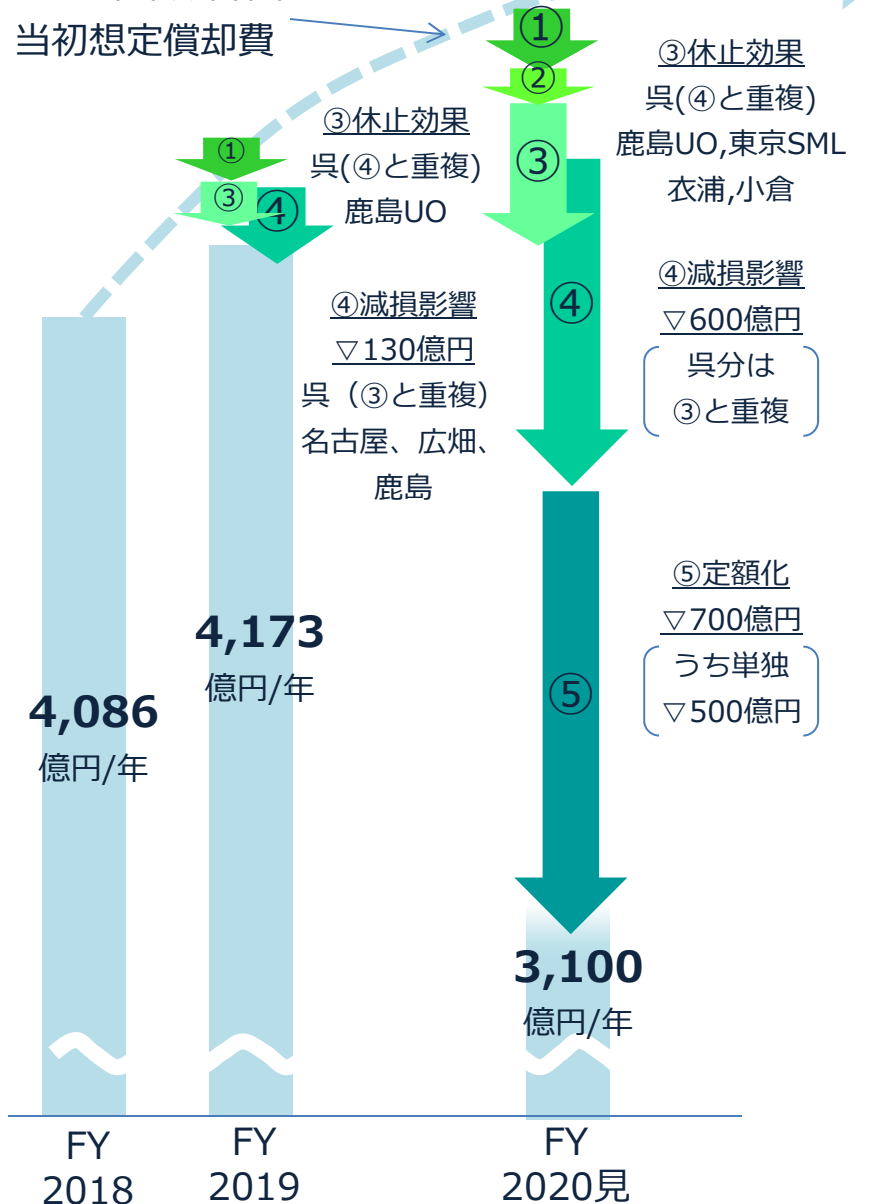 当初想定償却費
①
②
③
④
⑤
③休止効果
呉(④と重複)
鹿島UO,東京SML
衣浦,小倉
④減損影響
▽600億円
呉分は
③と重複
⑤定額化
▽700億円
うち単独
▽500億円
①
③
④
③休止効果
呉(④と重複)
鹿島UO
④減損影響
▽130億円
呉（③と重複）
名古屋、広畑、
鹿島
4,086
億円/年
4,173
億円/年
3,100
億円/年
FY
2018
FY
2019
FY
2020見